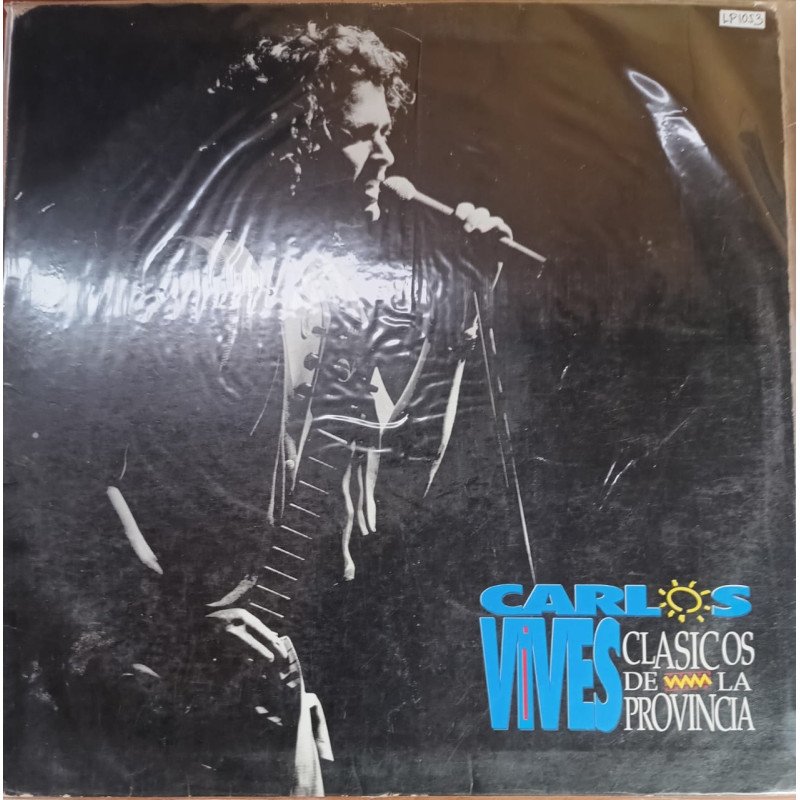 LP1053
CARLOS
VIVES
CLASICOS
DE LA
PROVINCIA